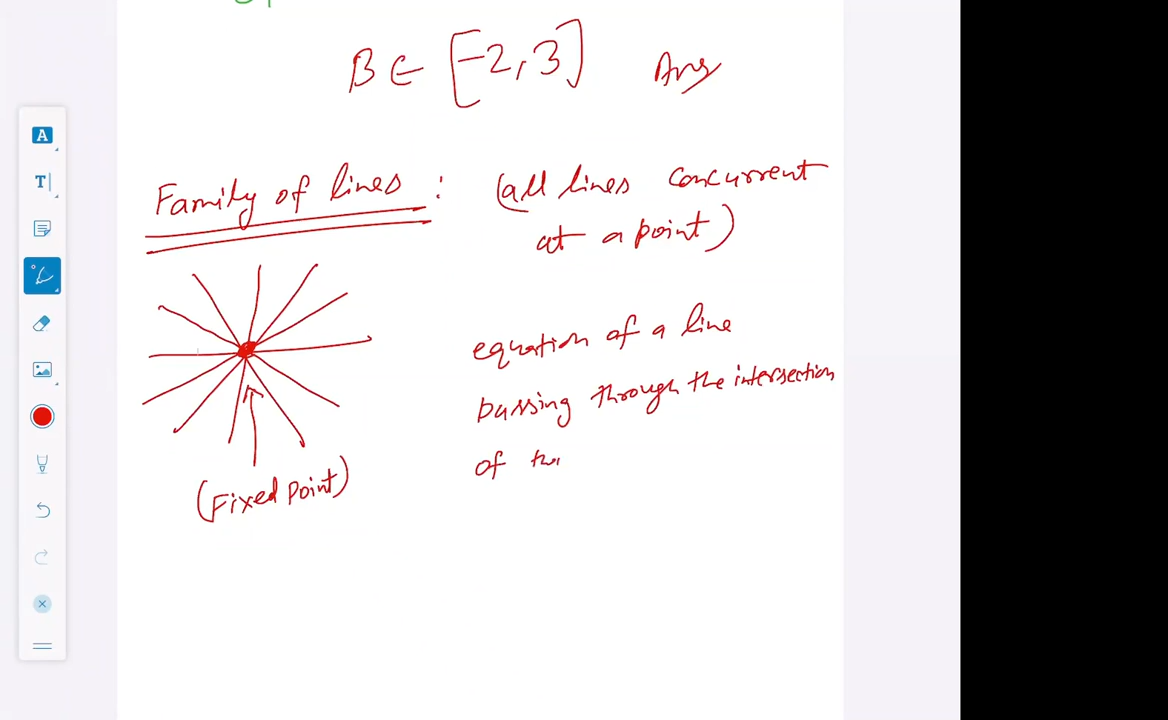 B ∈ [-2, 3] Ans
Family of lines : (all lines concurrent
at a point)
equation of a line
passing through the intersection
of
(Fixed Point)
A
T